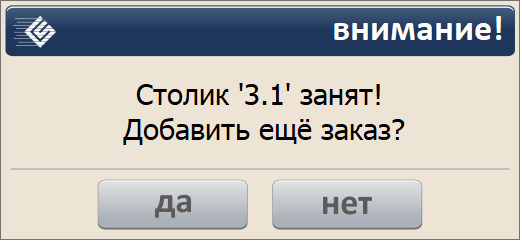 внимание!
Столик '3.1' занят!
Добавить ещё заказ?
да
нет